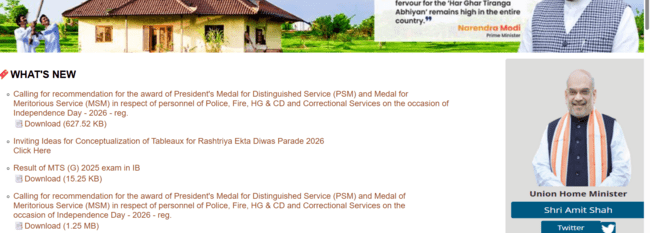 fervour for the 'Har Ghar Tiranga
Abhiyan' remains high in the entire
country.”
Narendra Modi
Prime Minister
WHAT'S NEW
Calling for recommendation for the award of President's Medal for Distinguished Service (PSM) and Medal for
Meritorious Service (MSM) in respect of personnel of Police, Fire, HG & CD and Correctional Services on the occasion of
Independence Day - 2026 - reg.
Download (627.52 KB)
Inviting Ideas for Conceptualization of Tableaux for Rashtriya Ekta Diwas Parade 2026
Click Here
Result of MTS (G) 2025 exam in IB
Download (15.25 KB)
Calling for recommendation for the award of President's Medal for Distinguished Service (PSM) and Medal of
Meritorious Service (MSM) in respect of personnel of Police, Fire, HG & CD and Correctional Services on the
occasion of Independence Day - 2026 - reg.
Download (1.25 MB)
Union Home Minister
Shri Amit Shah
Twitter